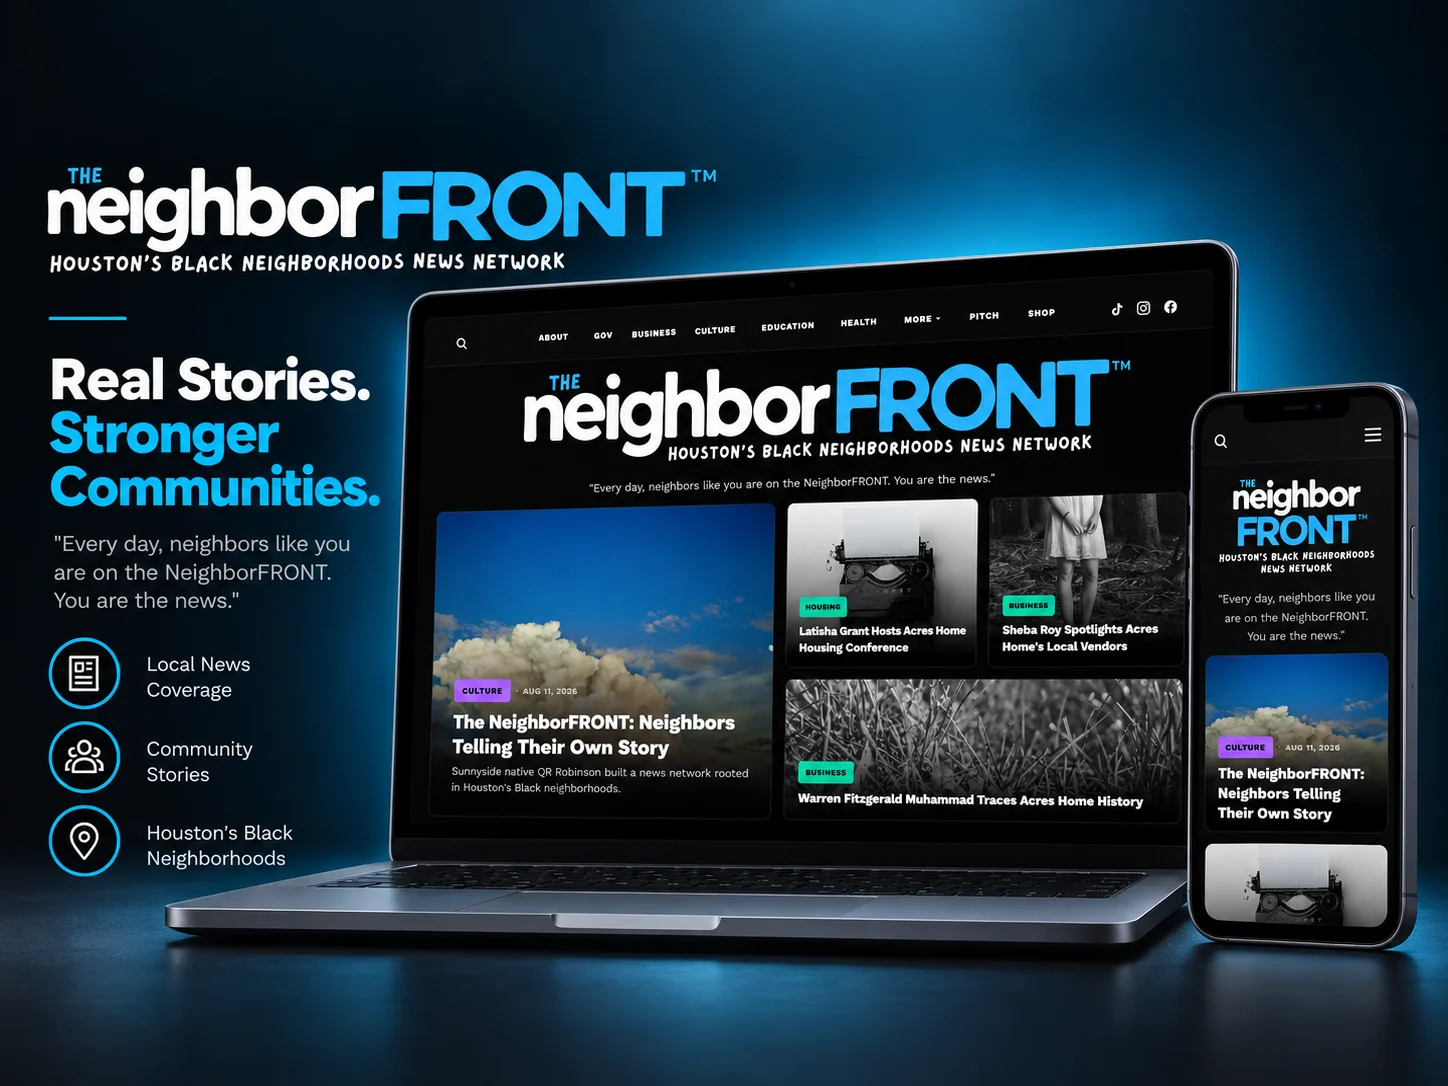 THE
neighborFRONT™
HOUSTON'S BLACK NEIGHBORHOODS NEWS NETWORK
Real Stories.
Stronger
Communities.
"Every day, neighbors like you
are on the NeighborFRONT.
You are the news."
Local News
Coverage
Community
Stories
Houston's Black
Neighborhoods
ABOUT GOV BUSINESS CULTURE EDUCATION HEALTH MORE PITCH SHOP
THE
neighborFRONT™
HOUSTON'S BLACK NEIGHBORHOODS NEWS NETWORK
"Every day, neighbors like you are on the NeighborFRONT. You are the news."
CULTURE · AUG 11, 2026
The NeighborFRONT: Neighbors
Telling Their Own Story
Sunnyside native QR Robinson built a news network rooted
in Houston's Black neighborhoods.
HOUSING
Latisha Grant Hosts Acres Home
Housing Conference
BUSINESS
Sheba Roy Spotlights Acres
Home's Local Vendors
BUSINESS
Warren Fitzgerald Muhammad Traces Acres Home History
THE
neighbor
FRONT™
HOUSTON'S BLACK NEIGHBORHOODS
NEWS NETWORK
"Every day, neighbors like you
are on the NeighborFRONT.
You are the news."
CULTURE · AUG 11, 2026
The NeighborFRONT:
Neighbors Telling
Their Own Story